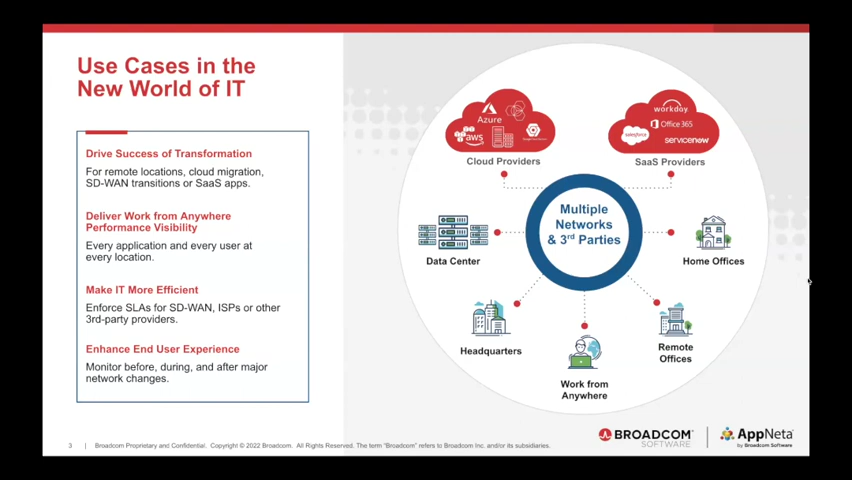 Use Cases in the
New World of IT
Drive Success of Transformation
For remote locations, cloud migration,
SD-WAN transitions or SaaS apps.
Deliver Work from Anywhere
Performance Visibility
Every application and every user at
every location.
Make IT More Efficient
Enforce SLAs for SD-WAN, ISPs or other
3rd-party providers.
Enhance End User Experience
Monitor before, during, and after major
network changes.
Azure
aws
Cloud Providers
workday
Office 365
salesforce
servicenow
SaaS Providers
Multiple
Networks
& 3rd Parties
Data Center
Home Offices
Headquarters
Remote
Offices
Work from
Anywhere
3 | Broadcom Proprietary and Confidential. Copyright © 2022 Broadcom. All Rights Reserved. The term “Broadcom” refers to Broadcom Inc. and/or its subsidiaries.
BROADCOM
SOFTWARE
AppNeta
by Broadcom Software